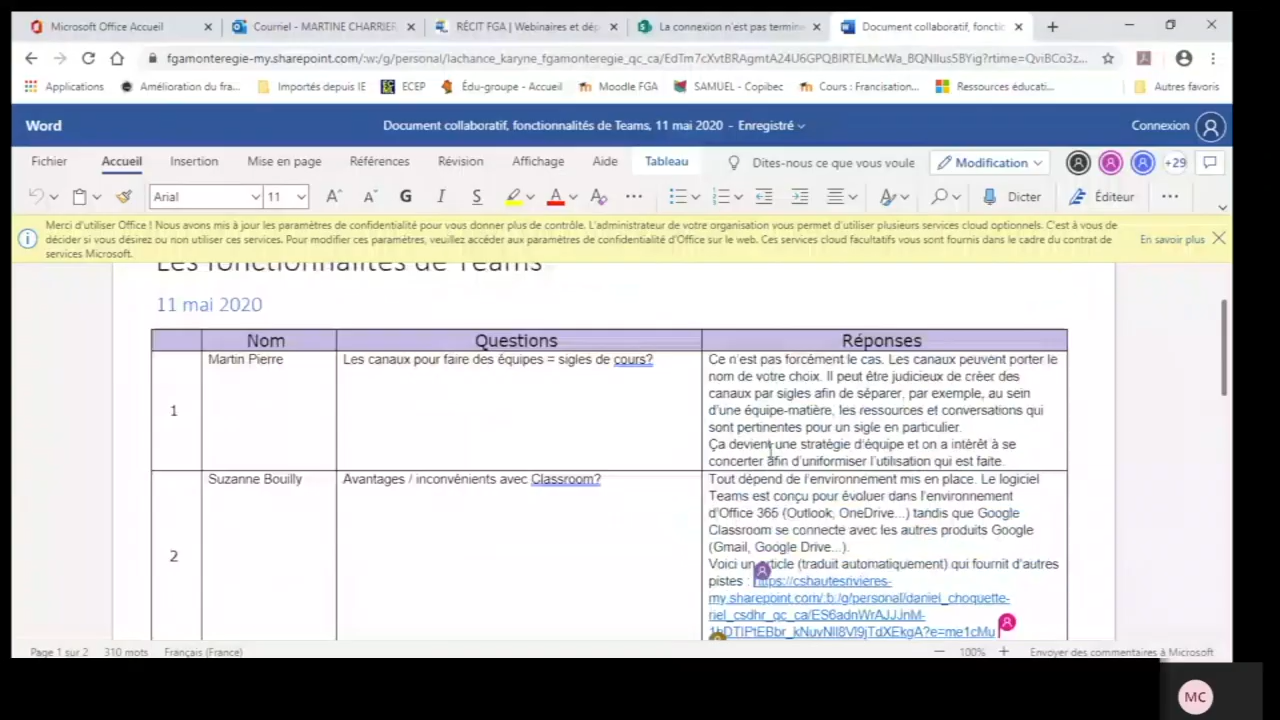 Microsoft Office Accueil
Courriel - MARTINE CHARRIER
RÉCIT FGA | Webinaires et dép
La connexion n'est pas termin
Document collaboratif, fonctic
fgamonteregie-my.sharepoint.com/:w:/g/personal/lachance_karyne_fgamonteregie_qc_ca/EdTm7cXvtBRAgmtA24U6GPQBIRTELMcWa_BQNIIus5BYig?rtime=QviBCo3z...
Applications
Amélioration du fra...
Importés depuis IE
ECEP
Édu-groupe - Accueil
Moodle FGA
SAMUEL - Copibec
Cours : Francisation...
Ressources éducati...
Autres favoris
Word
Document collaboratif, fonctionnalités de Teams, 11 mai 2020 - Enregistré
Connexion
Fichier
Accueil
Insertion
Mise en page
Références
Révision
Affichage
Aide
Tableau
Dites-nous ce que vous voule
Modification
+29
Arial
11
G
I
S
Dicter
Éditeur
Merci d'utiliser Office ! Nous avons mis à jour les paramètres de confidentialité pour vous donner plus de contrôle. L'administrateur de votre organisation vous permet d'utiliser plusieurs services cloud optionnels. C'est à vous de
décider si vous désirez ou non utiliser ces services. Pour modifier ces paramètres, veuillez accéder aux paramètres de confidentialité d'Office sur le web. Ces services cloud facultatifs vous sont fournis dans le cadre du contrat de
services Microsoft.
En savoir plus
Les fonctionnalités de Teams
11 mai 2020
Nom
Questions
Réponses
1
Martin Pierre
Les canaux pour faire des équipes = sigles de cours?
Ce n'est pas forcément le cas. Les canaux peuvent porter le
nom de votre choix. Il peut être judicieux de créer des
canaux par sigles afin de séparer, par exemple, au sein
d'une équipe-matière, les ressources et conversations qui
sont pertinentes pour un sigle en particulier.
Ça devient une stratégie d'équipe et on a intérêt à se
concerter afin d'uniformiser l'utilisation qui est faite.
2
Suzanne Bouilly
Avantages / inconvénients avec Classroom?
Tout dépend de l'environnement mis en place. Le logiciel
Teams est conçu pour évoluer dans l'environnement
d'Office 365 (Outlook, OneDrive...) tandis que Google
Classroom se connecte avec les autres produits Google
(Gmail, Google Drive...).
Voici un article (traduit automatiquement) qui fournit d'autres
pistes : https://cshautesrivieres-
my.sharepoint.com/:b:/g/personal/daniel_choquette-
riel_csdhr_qc_ca/ES6adnWrAJJJnM-
1hDTIPtEBbr_kNuvNll8Vl9jTdXEkgA?e=me1cMu
Page 1 sur 2
310 mots
Français (France)
100%
Envoyer des commentaires à Microsoft
MC